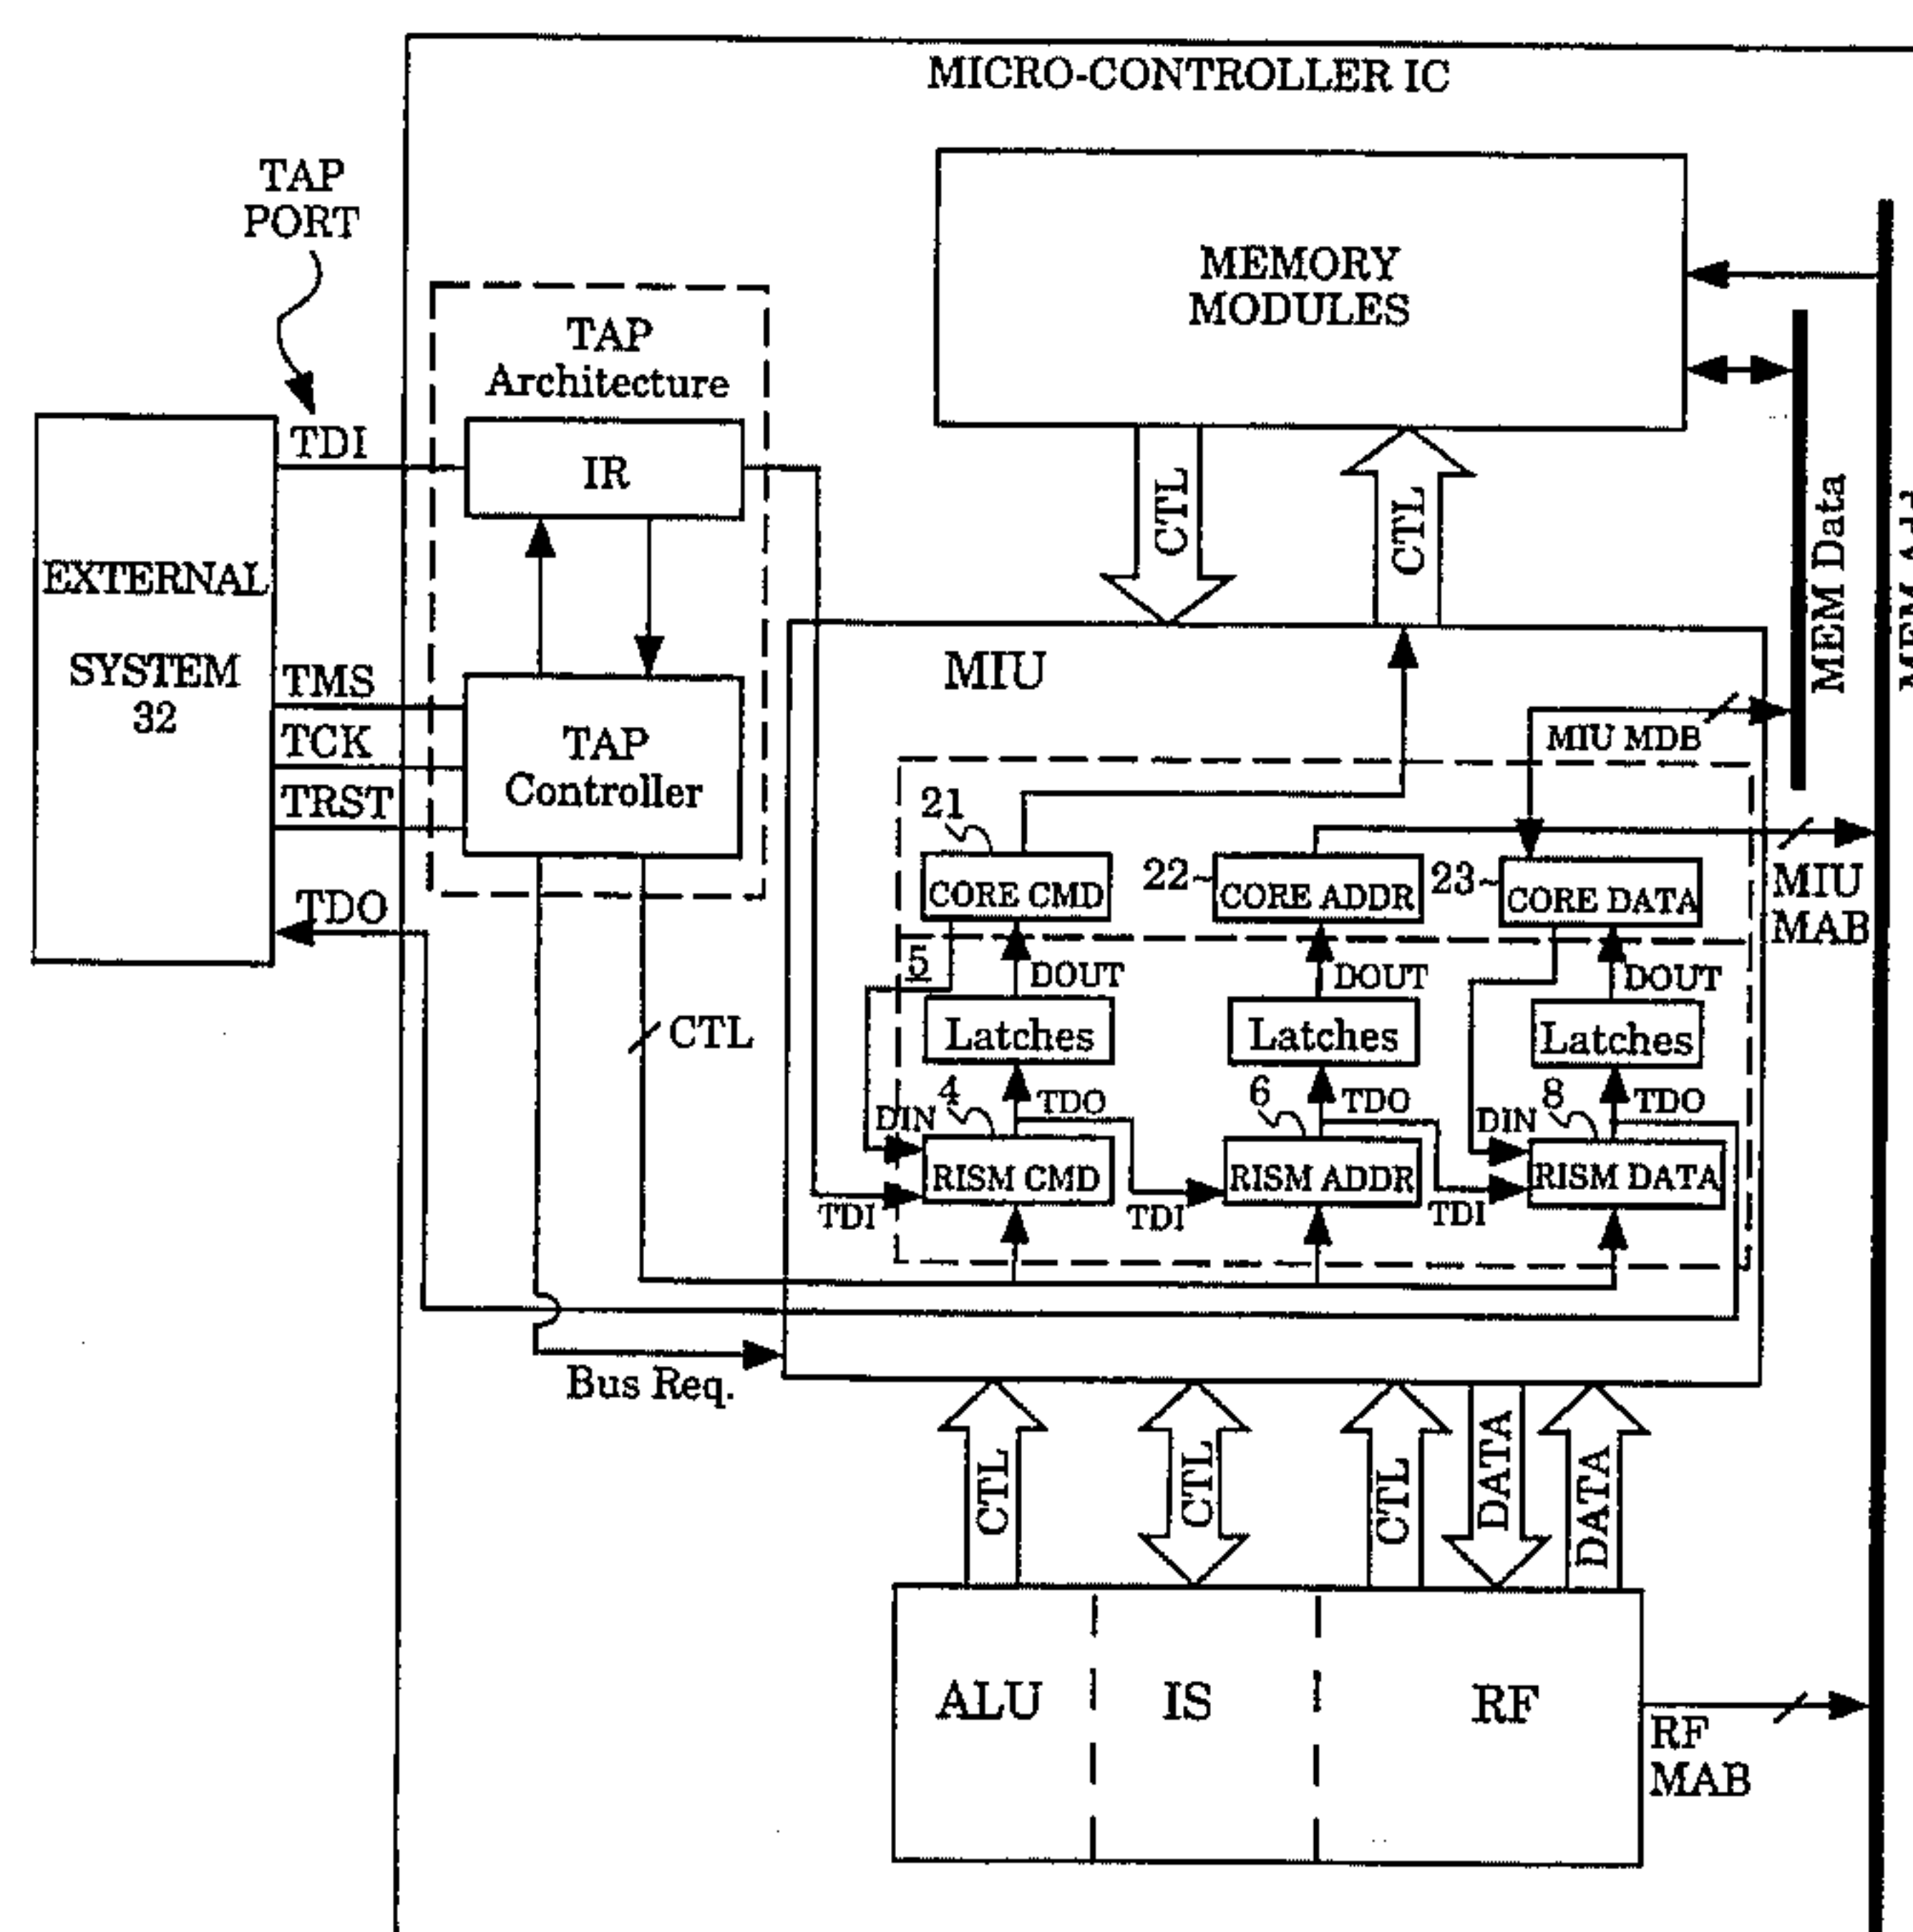 MICRO-CONTROLLER IC
TAP
PORT
MEMORY
MODULES
TAP
Architecture
TDI
IR
CTL
CTL
MEM Data
EXTERNAL
SYSTEM
32
TMS
TCK
TRST
TDO
TAP
Controller
MIU
MIU MDB
21
CORE CMD
22
CORE ADDR
23
CORE DATA
MIU
MAB
5
DOUT
DOUT
DOUT
Latches
Latches
Latches
CTL
4
TDO
6
TDO
8
TDO
DIN
DIN
RISM CMD
RISM ADDR
RISM DATA
TDI
TDI
TDI
Bus Req.
CTL
CTL
CTL
DATA
DATA
ALU
IS
RF
RF
MAB